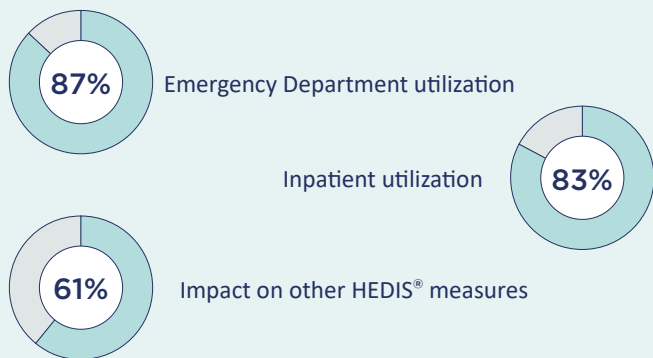 87%
Emergency Department utilization
Inpatient utilization
83%
61%
Impact on other HEDIS® measures